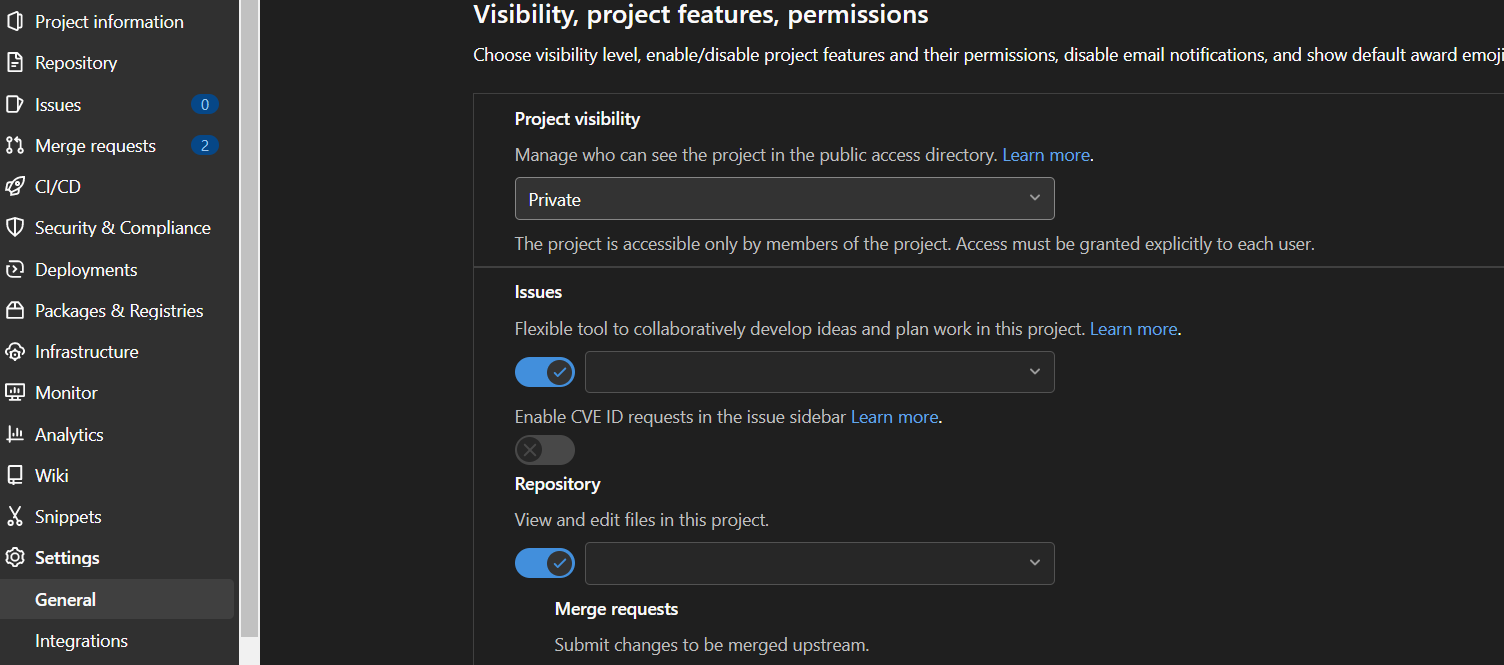 Project information
Repository
Issues 0
Merge requests 2
CI/CD
Security & Compliance
Deployments
Packages & Registries
Infrastructure
Monitor
Analytics
Wiki
Snippets
Settings
General
Integrations
Visibility, project features, permissions
Choose visibility level, enable/disable project features and their permissions, disable email notifications, and show default award emoji
Project visibility
Manage who can see the project in the public access directory. Learn more.
Private
The project is accessible only by members of the project. Access must be granted explicitly to each user.
Issues
Flexible tool to collaboratively develop ideas and plan work in this project. Learn more.
Enable CVE ID requests in the issue sidebar Learn more.
Repository
View and edit files in this project.
Merge requests
Submit changes to be merged upstream.